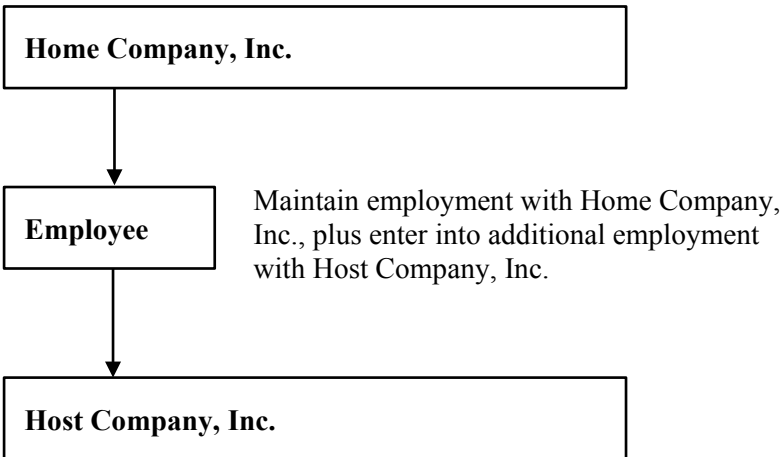 Home Company, Inc.
Employee
Maintain employment with Home Company,
Inc., plus enter into additional employment
with Host Company, Inc.
Host Company, Inc.